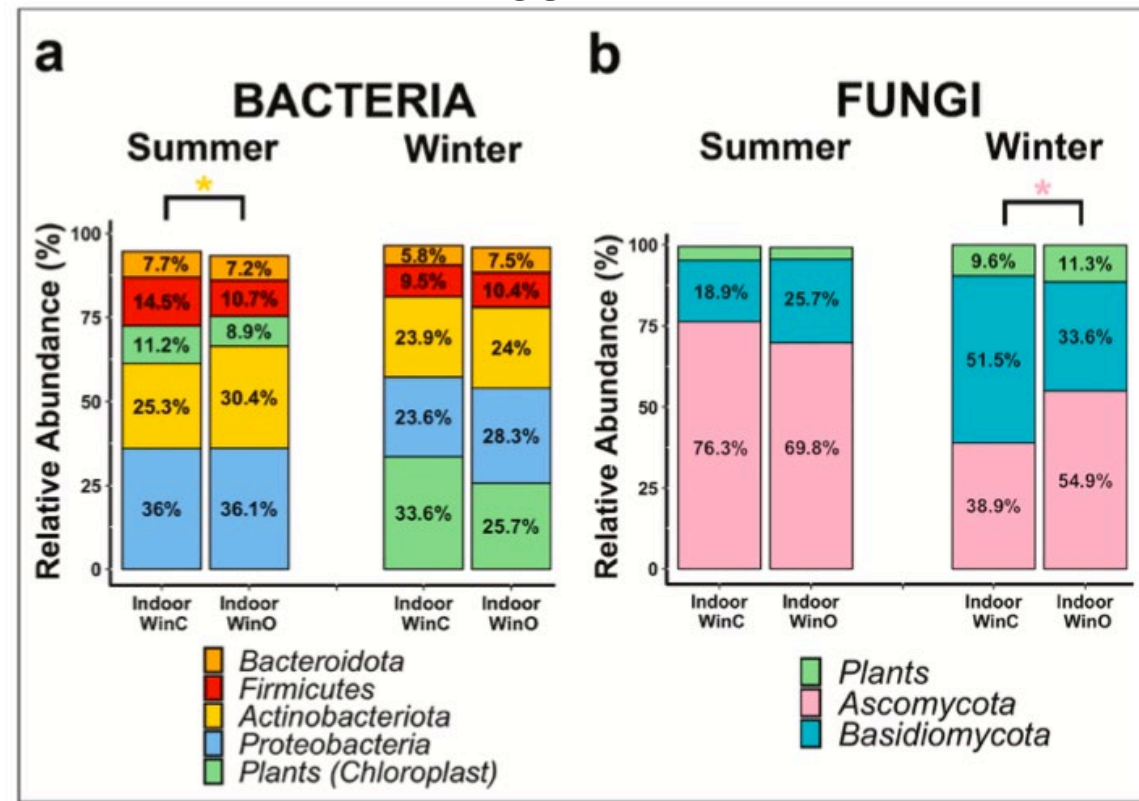 a
BACTERIA
Summer
Winter
*
Relative Abundance (%)
100
75
50
25
0
7.7%
14.5%
11.2%
25.3%
36%
7.2%
10.7%
8.9%
30.4%
36.1%
5.8%
9.5%
23.9%
23.6%
33.6%
7.5%
10.4%
24%
28.3%
25.7%
Indoor
WinC
Indoor
WinO
Indoor
WinC
Indoor
WinO
Bacteroidota
Firmicutes
Actinobacteriota
Proteobacteria
Plants (Chloroplast)
b
FUNGI
Summer
Winter
*
Relative Abundance (%)
100
75
50
25
0
18.9%
76.3%
25.7%
69.8%
9.6%
51.5%
38.9%
11.3%
33.6%
54.9%
Indoor
WinC
Indoor
WinO
Indoor
WinC
Indoor
WinO
Plants
Ascomycota
Basidiomycota